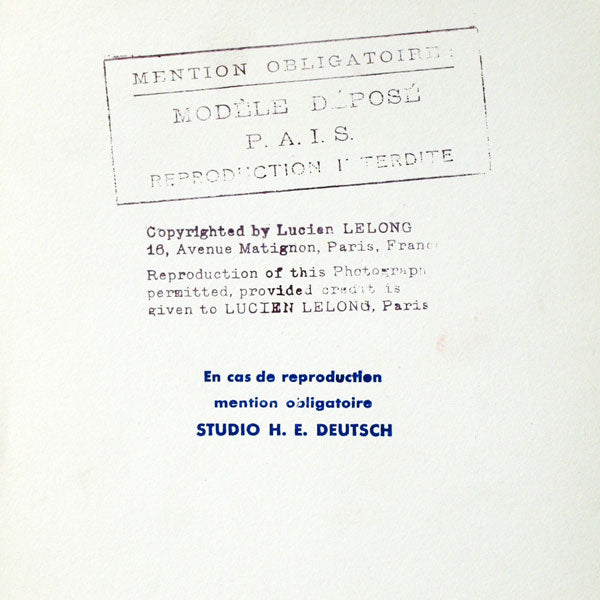 MENTION OBLIGATOIRE:
MODÈLE DÉPOSÉ
P. A. I. S.
REPRODUCTION INTERDITE
Copyrighted by Lucien LELONG
16, Avenue Matignon, Paris, France
Reproduction of this Photograph
permitted, provided credit is
given to LUCIEN LELONG, Paris
En cas de reproduction
mention obligatoire
STUDIO H. E. DEUTSCH